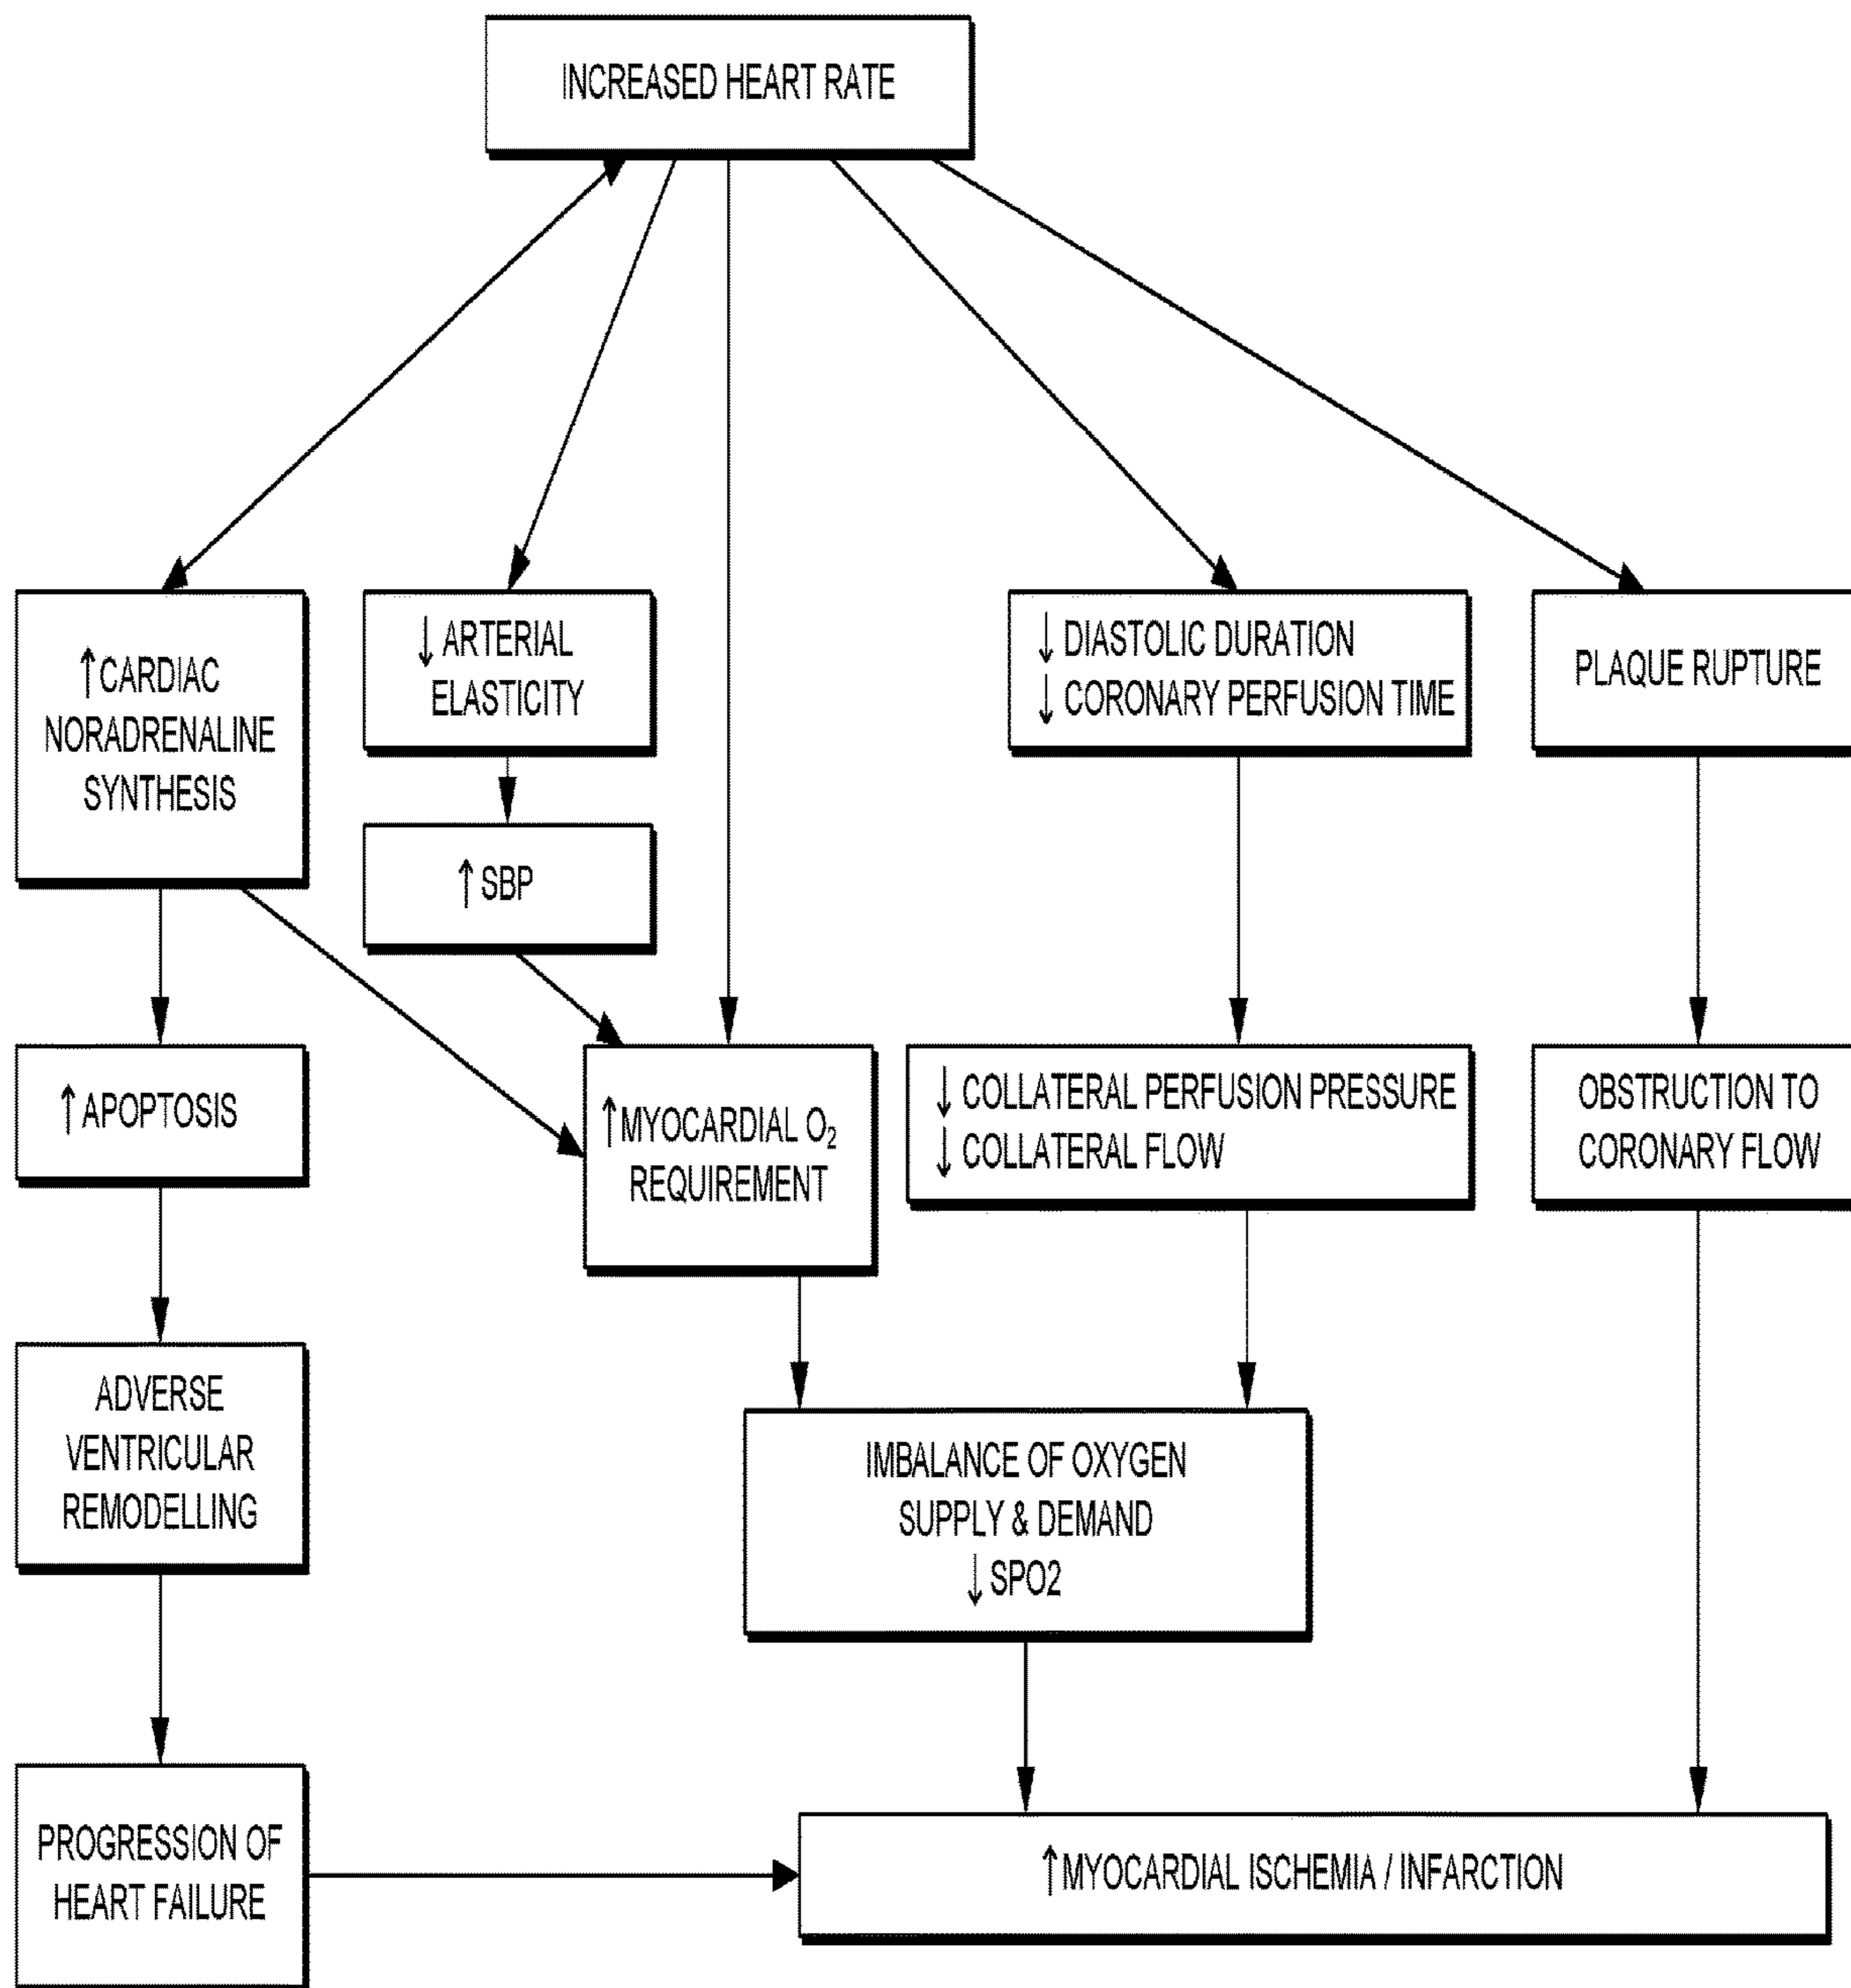 INCREASED HEART RATE
↑ CARDIAC
NORADRENALINE
SYNTHESIS
↓ ARTERIAL
ELASTICITY
↓ DIASTOLIC DURATION
↓ CORONARY PERFUSION TIME
PLAQUE RUPTURE
↑ SBP
↑ APOPTOSIS
↑ MYOCARDIAL O₂
REQUIREMENT
↓ COLLATERAL PERFUSION PRESSURE
↓ COLLATERAL FLOW
OBSTRUCTION TO
CORONARY FLOW
ADVERSE
VENTRICULAR
REMODELLING
IMBALANCE OF OXYGEN
SUPPLY & DEMAND
↓ SPO2
PROGRESSION OF
HEART FAILURE
↑ MYOCARDIAL ISCHEMIA / INFARCTION